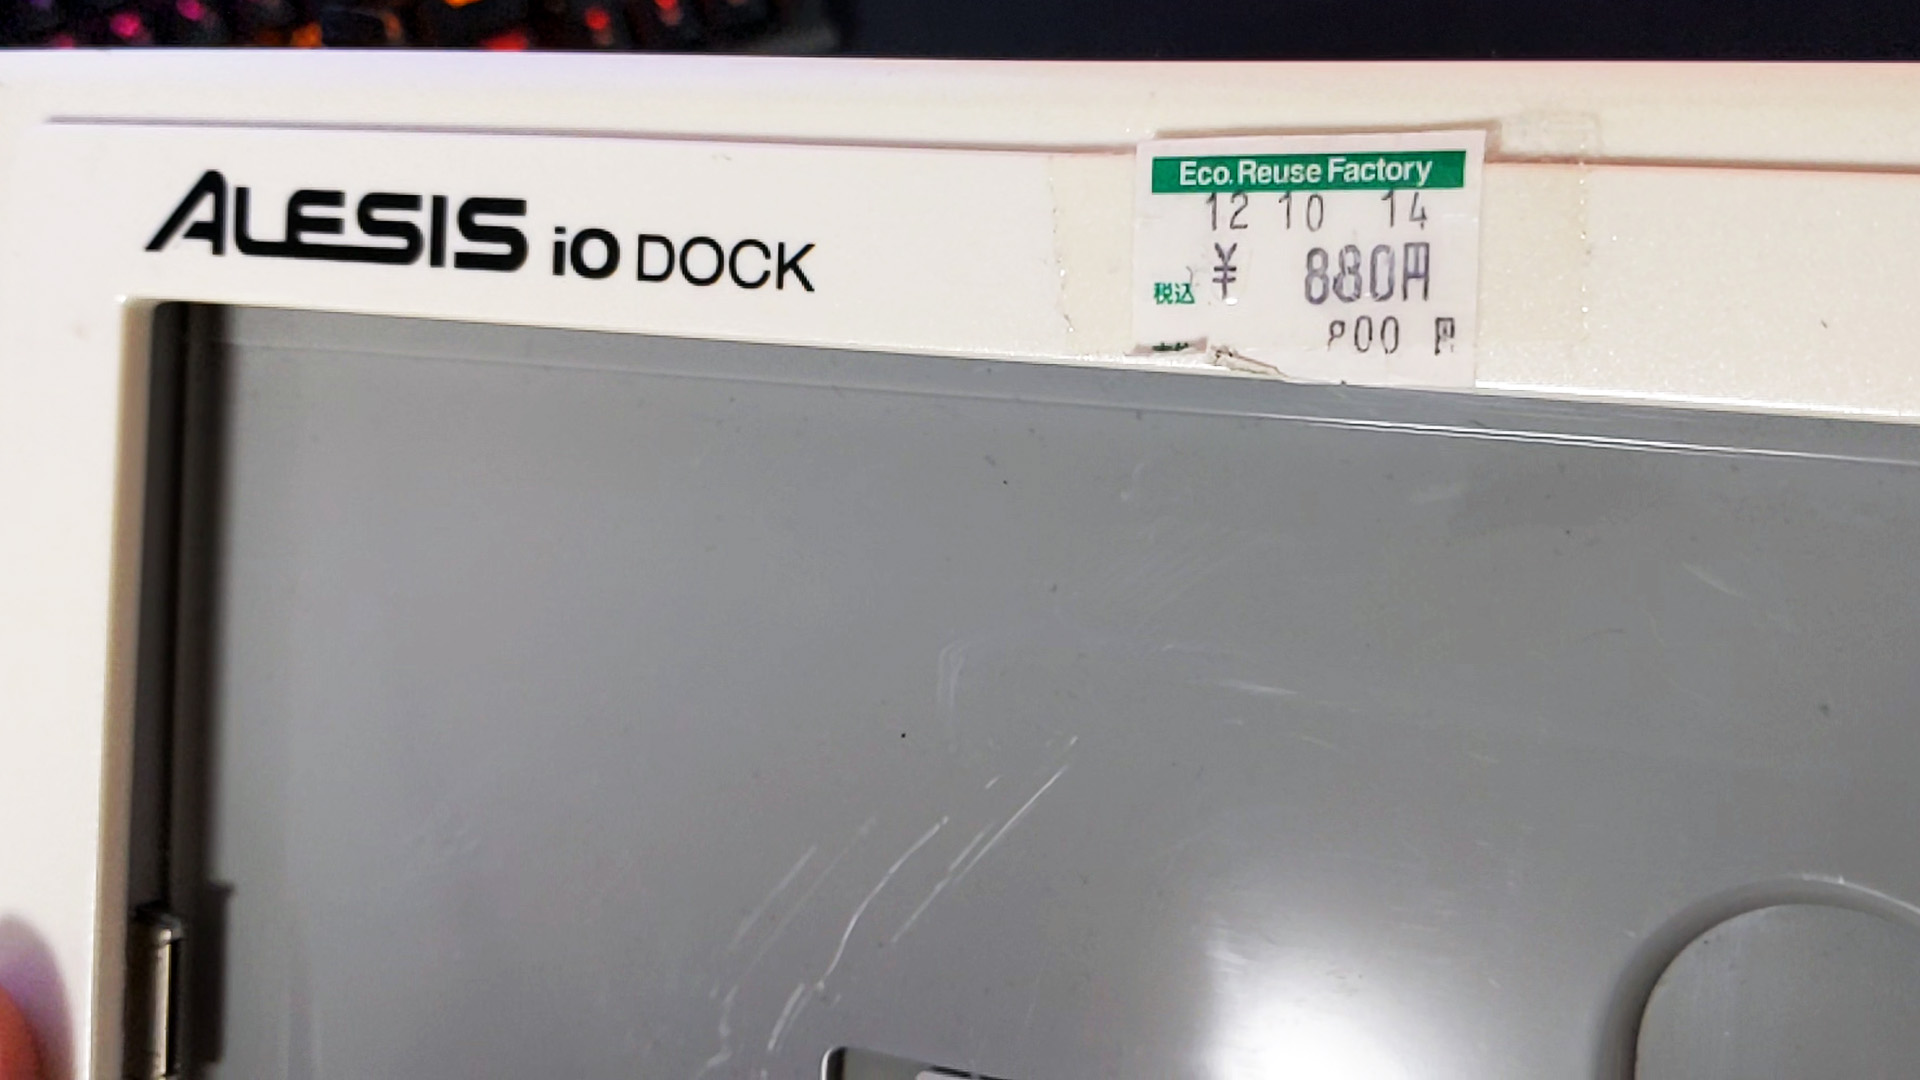 ALESIS iO DOCK
Eco. Reuse Factory
12 10 14
税込 ¥ 880円
800 円